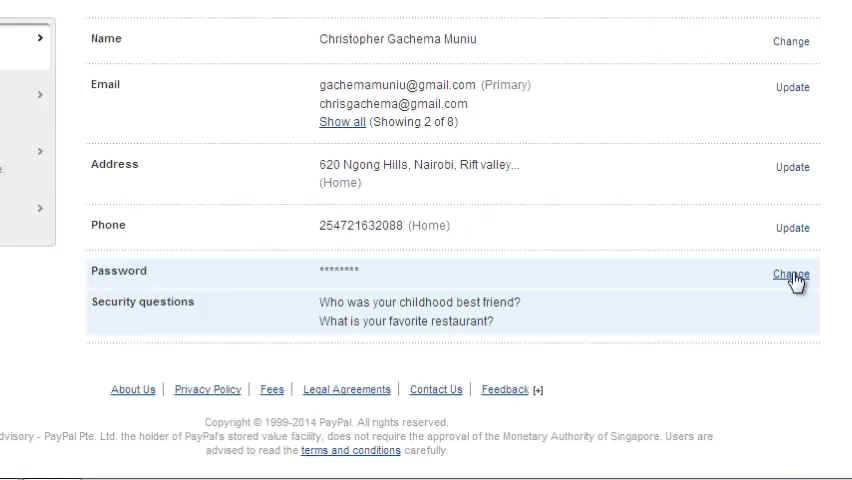 Name Christopher Gachema Muniu Change
Email gachemamuniu@gmail.com (Primary) Update
chrisgachema@gmail.com
Show all (Showing 2 of 8)
Address 620 Ngong Hills, Nairobi, Rift valley... Update
(Home)
e.
Phone 254721632088 (Home) Update
Password ******** Change
Security questions Who was your childhood best friend?
What is your favorite restaurant?
About Us Privacy Policy Fees Legal Agreements Contact Us Feedback [+]
Copyright © 1999-2014 PayPal. All rights reserved.
dvisory - PayPal Pte. Ltd. the holder of PayPal's stored value facility, does not require the approval of the Monetary Authority of Singapore. Users are
advised to read the terms and conditions carefully.